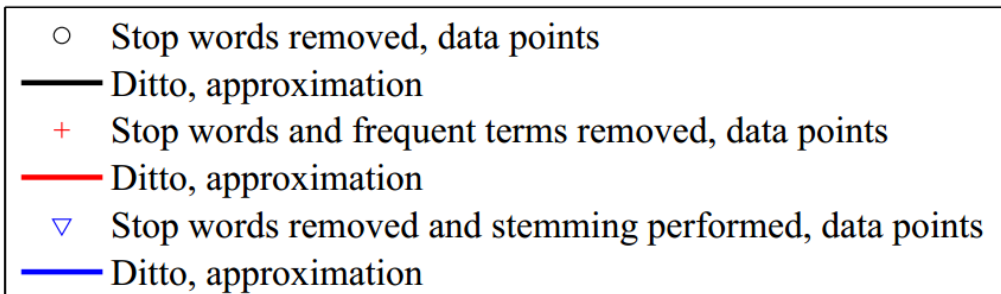 Stop words removed, data points
Ditto, approximation
Stop words and frequent terms removed, data points
Ditto, approximation
Stop words removed and stemming performed, data points
Ditto, approximation